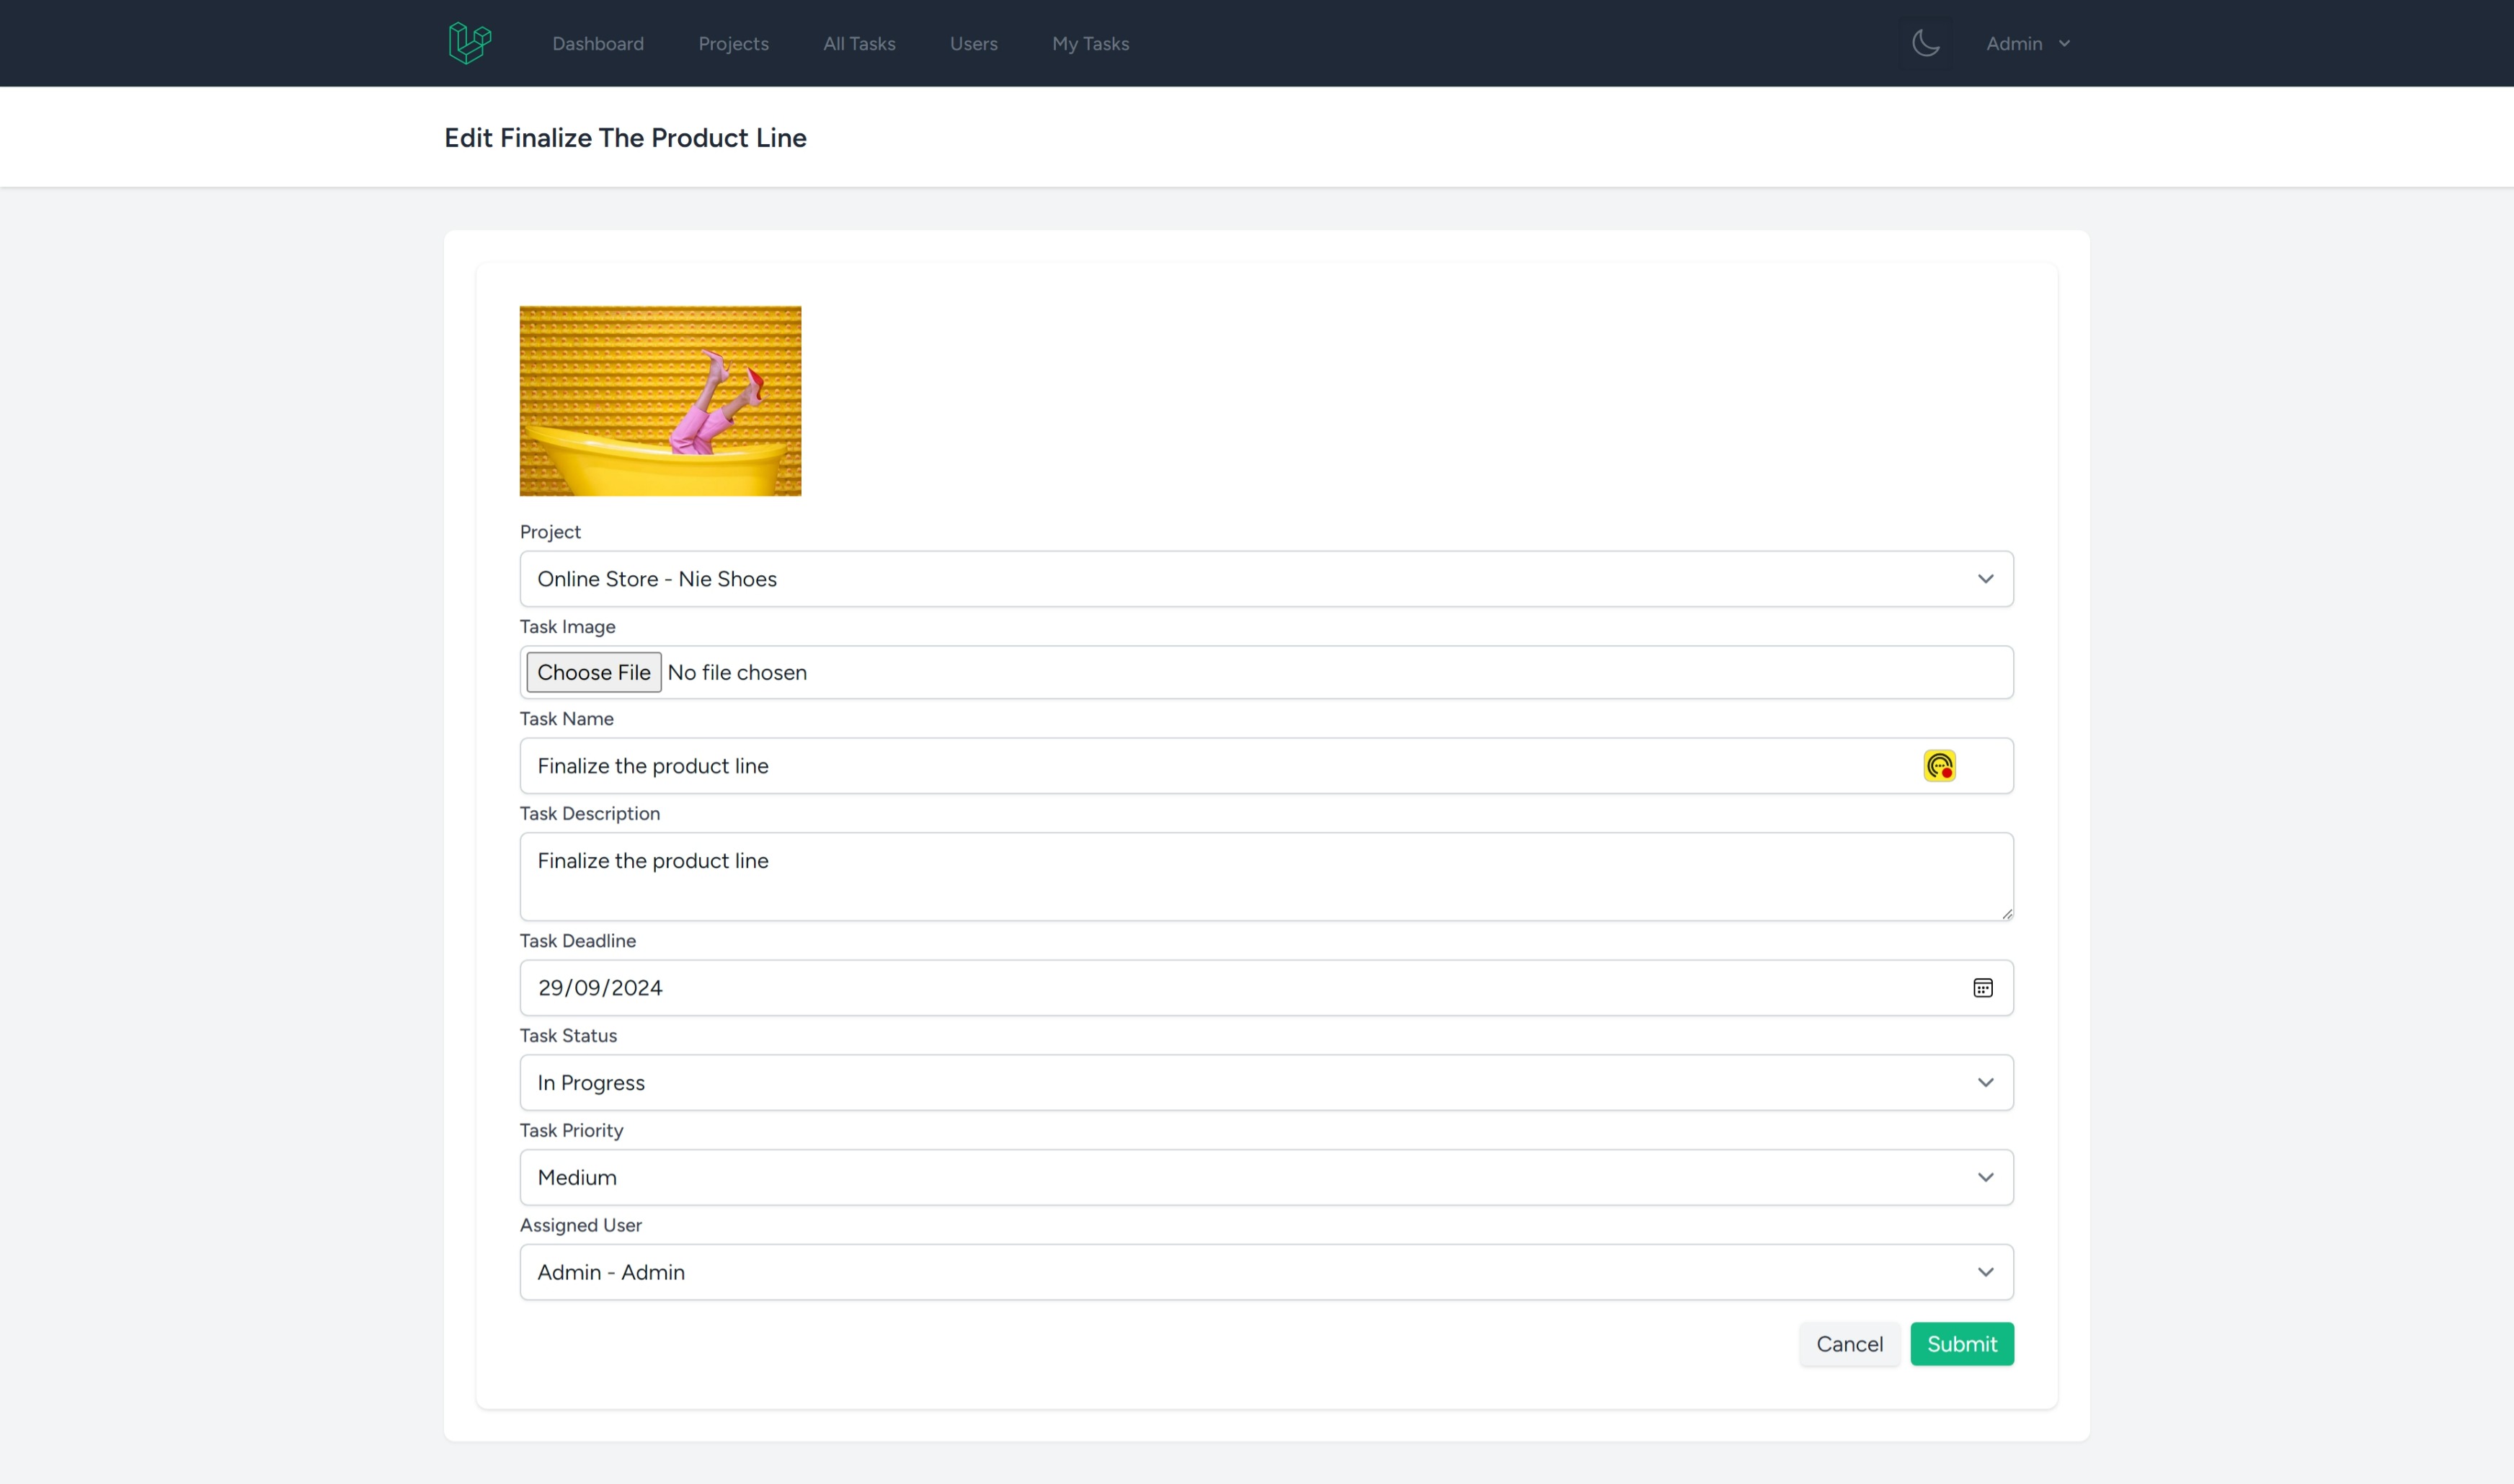 Dashboard Projects All Tasks Users My Tasks Admin
Edit Finalize The Product Line
Project
Online Store - Nie Shoes
Task Image
Choose File No file chosen
Task Name
Finalize the product line
Task Description
Finalize the product line
Task Deadline
29/09/2024
Task Status
In Progress
Task Priority
Medium
Assigned User
Admin - Admin
Cancel Submit